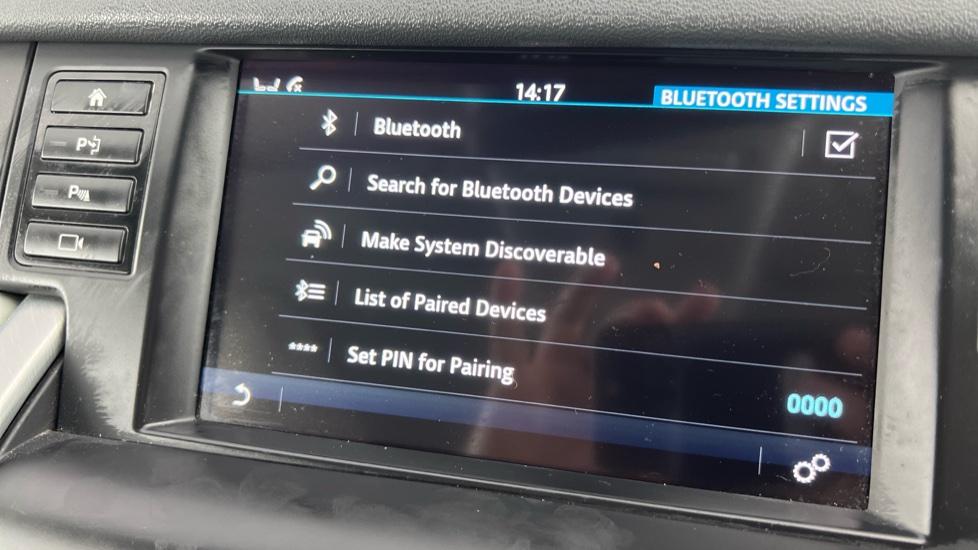 14:17
BLUETOOTH SETTINGS
Bluetooth
Search for Bluetooth Devices
Make System Discoverable
List of Paired Devices
**** Set PIN for Pairing
0000
P
P